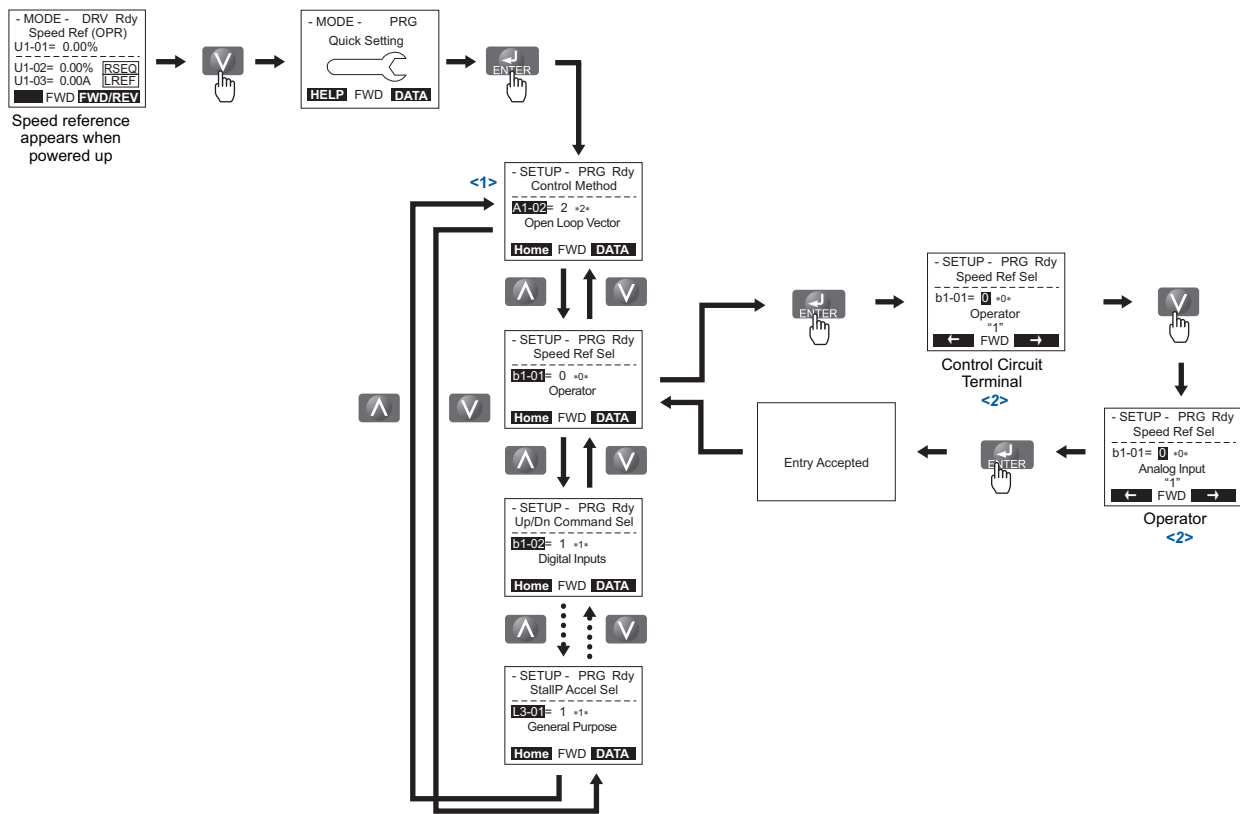 - MODE - DRV Rdy
Speed Ref (OPR)
U1-01= 0.00%
U1-02= 0.00% RSEQ
U1-03= 0.00A LREF
FWD FWD/REV
Speed reference
appears when
powered up
- MODE - PRG
Quick Setting
HELP FWD DATA
ENTER
<1>
- SETUP - PRG Rdy
Control Method
A1-02= 2 *2*
Open Loop Vector
Home FWD DATA
- SETUP - PRG Rdy
Speed Ref Sel
b1-01= 0 *0*
Operator
Home FWD DATA
- SETUP - PRG Rdy
Up/Dn Command Sel
b1-02= 1 *1*
Digital Inputs
Home FWD DATA
- SETUP - PRG Rdy
StallP Accel Sel
L3-01= 1 *1*
General Purpose
Home FWD DATA
ENTER
- SETUP - PRG Rdy
Speed Ref Sel
b1-01= 0 *0*
Operator
“1”
← FWD →
Control Circuit
Terminal
<2>
- SETUP - PRG Rdy
Speed Ref Sel
b1-01= 0 *0*
Analog Input
“1”
← FWD →
Operator
<2>
ENTER
Entry Accepted